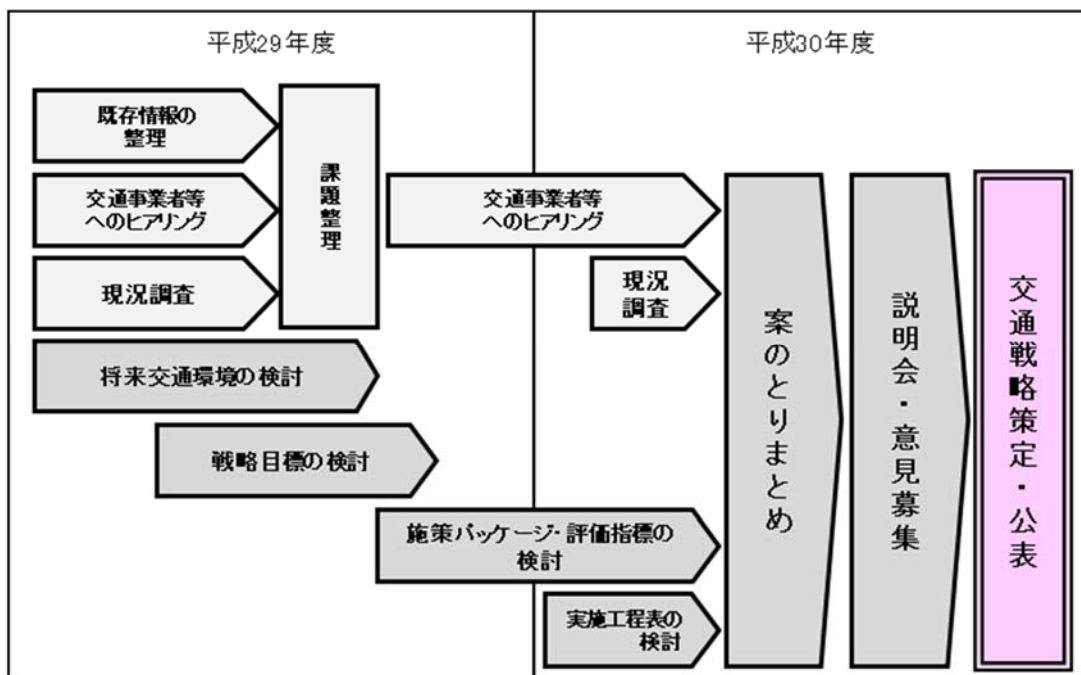 平成29年度
平成30年度
既存情報の
整理
交通事業者等
へのヒアリング
現況調査
課題整理
将来交通環境の検討
戦略目標の検討
交通事業者等
へのヒアリング
現況
調査
施策パッケージ・評価指標の
検討
実施工程表の
検討
案のとりまとめ
説明会・意見募集
交通戦略策定・公表